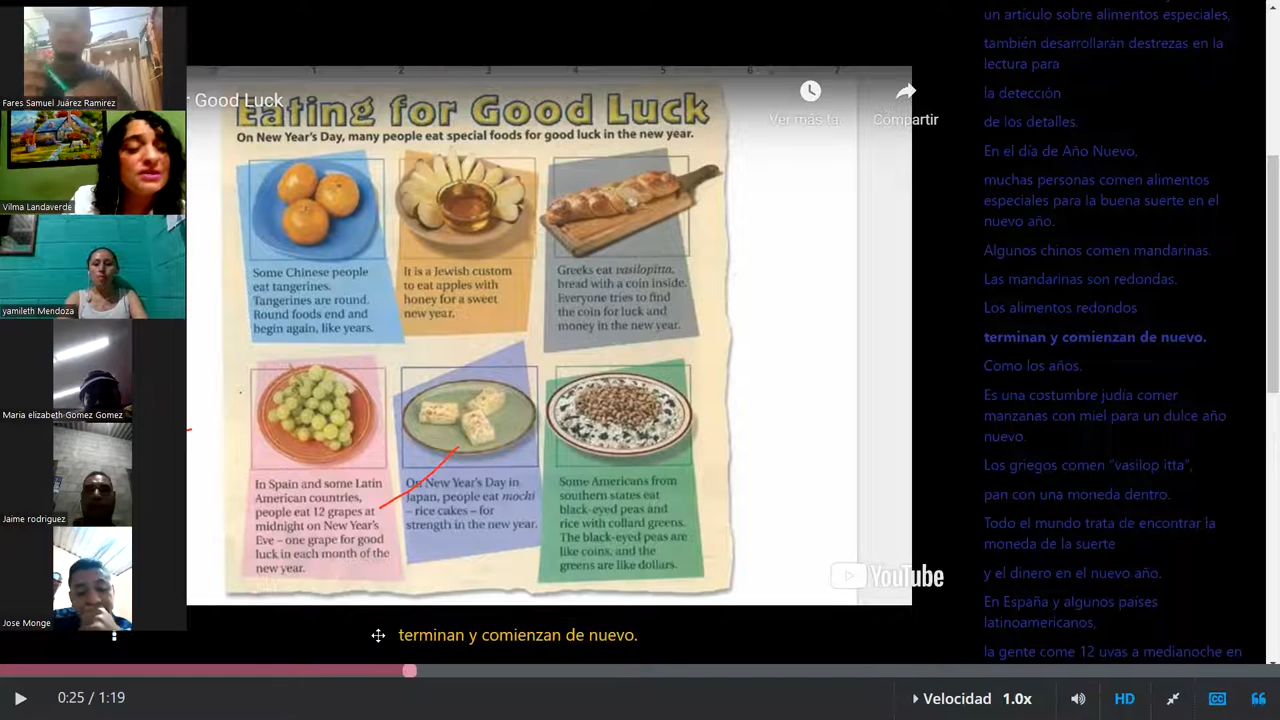 Fares Samuel Juárez Ramirez
Vilma Landaverde
yamileth Mendoza
Maria elizabeth Gomez Gomez
Jaime rodriguez
Jose Monge
Good Luck
Ver más ta...
Compartir
Eating for Good Luck
On New Year's Day, many people eat special foods for good luck in the new year.
Some Chinese people
eat tangerines.
Tangerines are round.
Round foods end and
begin again, like years.
It is a Jewish custom
to eat apples with
honey for a sweet
new year.
Greeks eat vasilopitta,
bread with a coin inside.
Everyone tries to find
the coin for luck and
money in the new year.
In Spain and some Latin
American countries,
people eat 12 grapes at
midnight on New Year's
Eve – one grape for good
luck in each month of the
new year.
On New Year's Day in
Japan, people eat mochi
– rice cakes – for
strength in the new year.
Some Americans from
southern states eat
black-eyed peas and
rice with collard greens.
The black-eyed peas are
like coins, and the
greens are like dollars.
YouTube
terminan y comienzan de nuevo.
0:25 / 1:19
Velocidad 1.0x
HD
CC
un artículo sobre alimentos especiales,
también desarrollarán destrezas en la
lectura para
la detección
de los detalles.
En el día de Año Nuevo,
muchas personas comen alimentos
especiales para la buena suerte en el
nuevo año.
Algunos chinos comen mandarinas.
Las mandarinas son redondas.
Los alimentos redondos
terminan y comienzan de nuevo.
Como los años.
Es una costumbre judía comer
manzanas con miel para un dulce año
nuevo.
Los griegos comen "vasilop itta",
pan con una moneda dentro.
Todo el mundo trata de encontrar la
moneda de la suerte
y el dinero en el nuevo año.
En España y algunos países
latinoamericanos,
la gente come 12 uvas a medianoche en